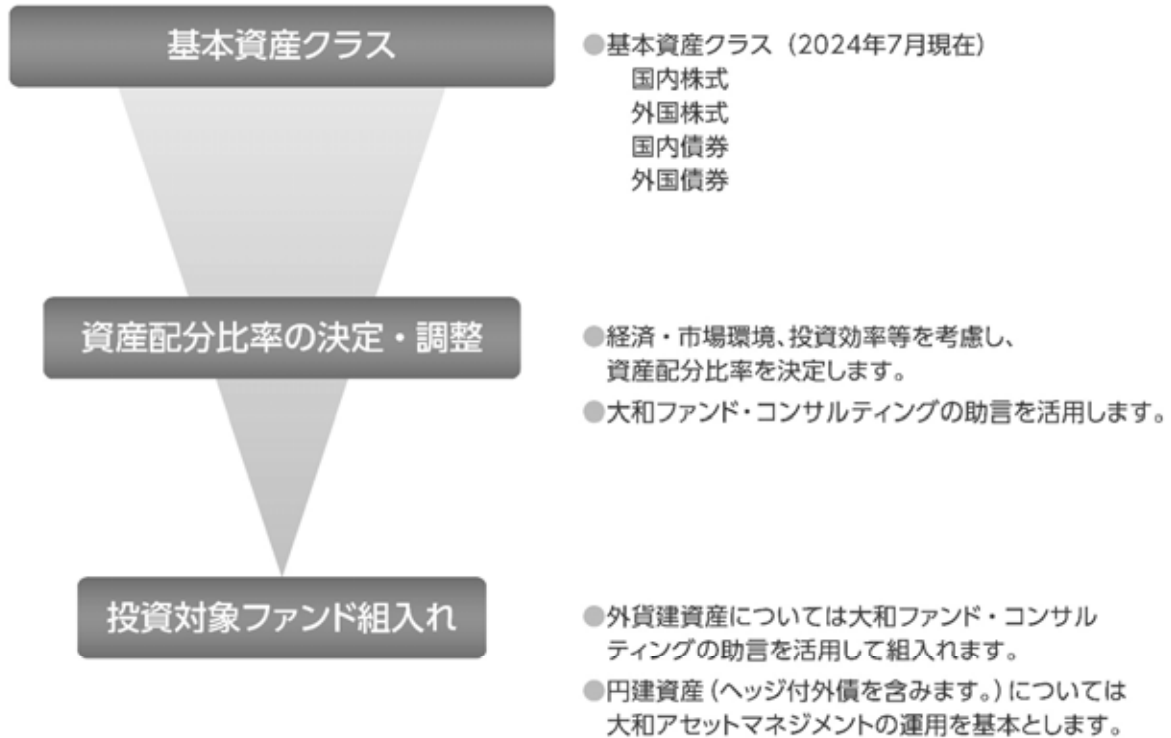 基本資産クラス
●基本資産クラス（2024年7月現在）
国内株式
外国株式
国内債券
外国債券
資産配分比率の決定・調整
●経済・市場環境、投資効率等を考慮し、
資産配分比率を決定します。
●大和ファンド・コンサルティングの助言を活用します。
投資対象ファンド組入れ
●外貨建資産については大和ファンド・コンサル
ティングの助言を活用して組入れます。
●円建資産（ヘッジ付外債を含みます。）については
大和アセットマネジメントの運用を基本とします。